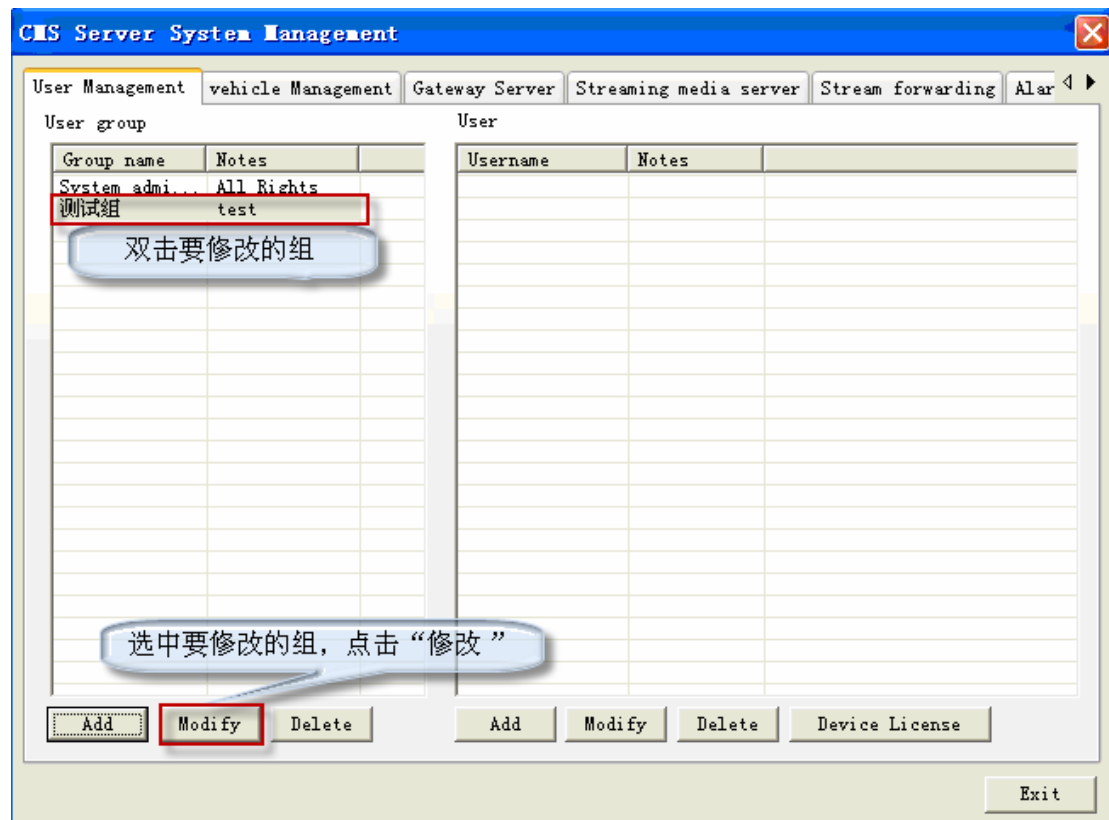 CMS Server System Management
User Management vehicle Management Gateway Server Streaming media server Stream forwarding Alar
User group User
Group name Notes Username Notes
System admi... All Rights
测试组 test
双击要修改的组
选中要修改的组，点击“修改 ”
Add Modify Delete Add Modify Delete Device License
Exit